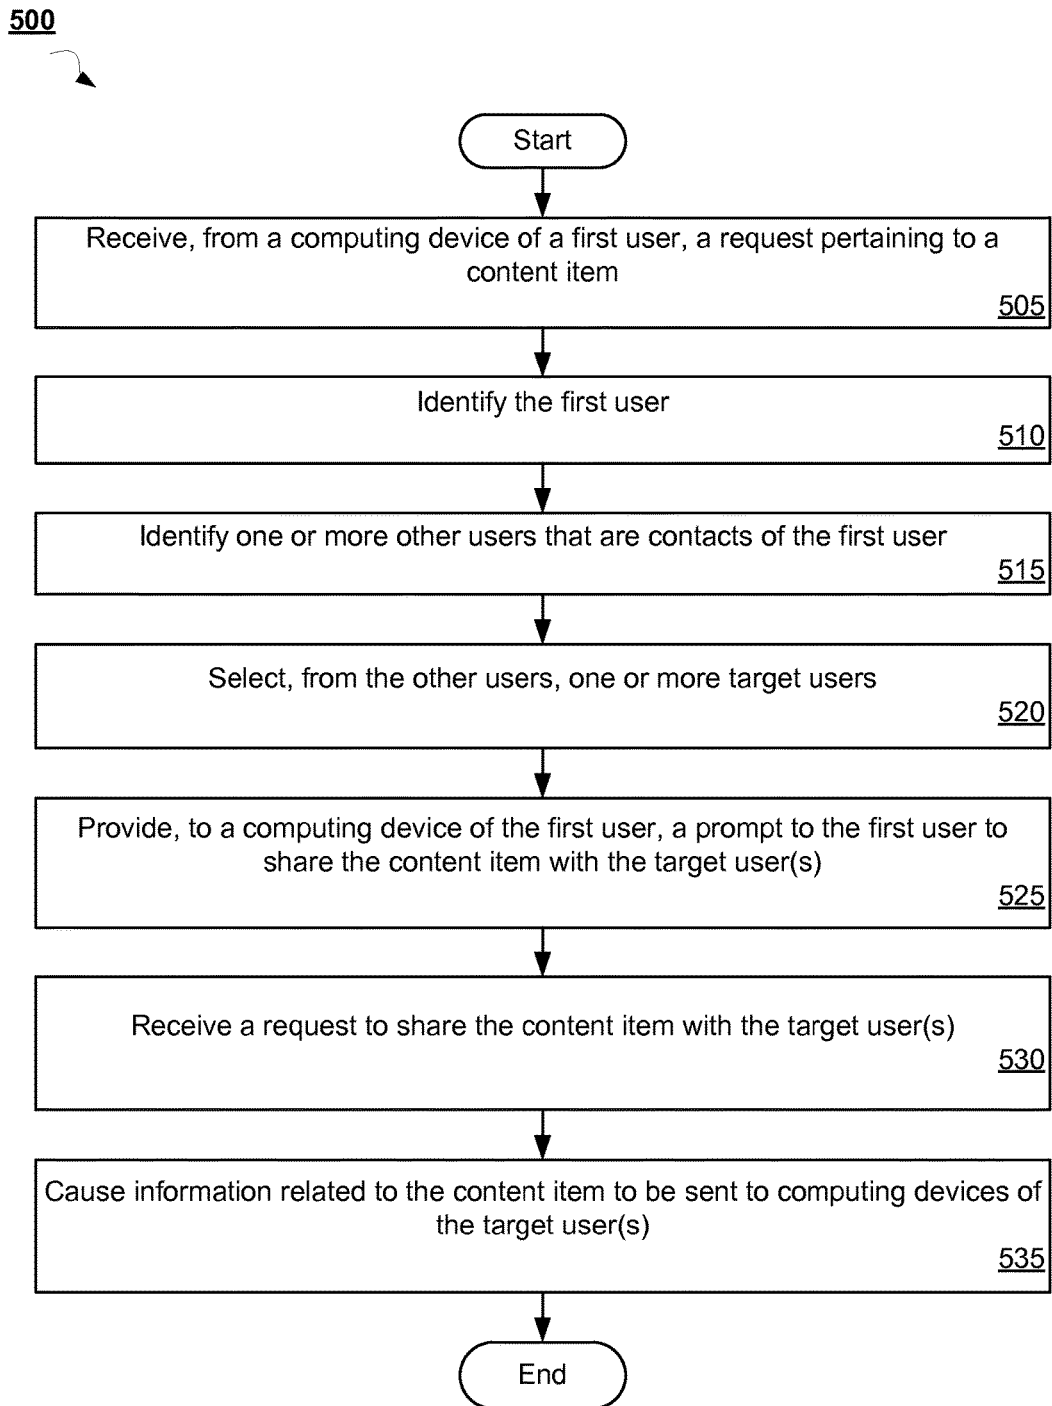 500
Start
Receive, from a computing device of a first user, a request pertaining to a
content item
505
Identify the first user
510
Identify one or more other users that are contacts of the first user
515
Select, from the other users, one or more target users
520
Provide, to a computing device of the first user, a prompt to the first user to
share the content item with the target user(s)
525
Receive a request to share the content item with the target user(s)
530
Cause information related to the content item to be sent to computing devices of
the target user(s)
535
End